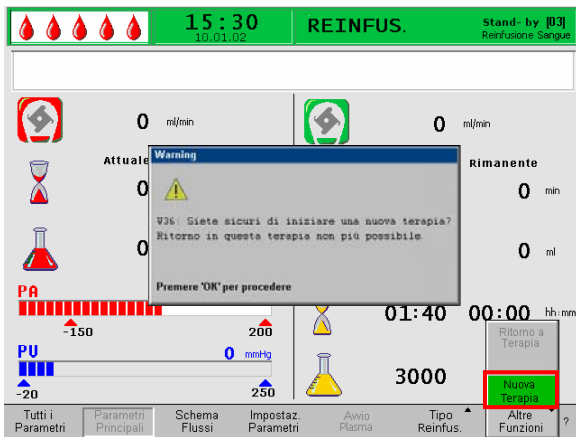 15:30
10.01.02
REINFUS.
Stand-by [03]
Reinfusione Sangue
0 ml/min
0 ml/min
Attuale
Rimanente
0
0 min
0
0 ml
Warning
W36: Siete sicuri di iniziare una nuova terapia?
Ritorno in questa terapia non più possibile.
Premere 'OK' per procedere
PA
-150 200
01:40 00:00 hh:mm
PV 0 mmHg
-20 250
3000
Ritorno a
Terapia
Nuova
Terapia
Tutti i
Parametri
Parametri
Principali
Schema
Flussi
Impostaz.
Parametri
Avvio
Plasma
Tipo
Reinfus.
Altre
Funzioni
?